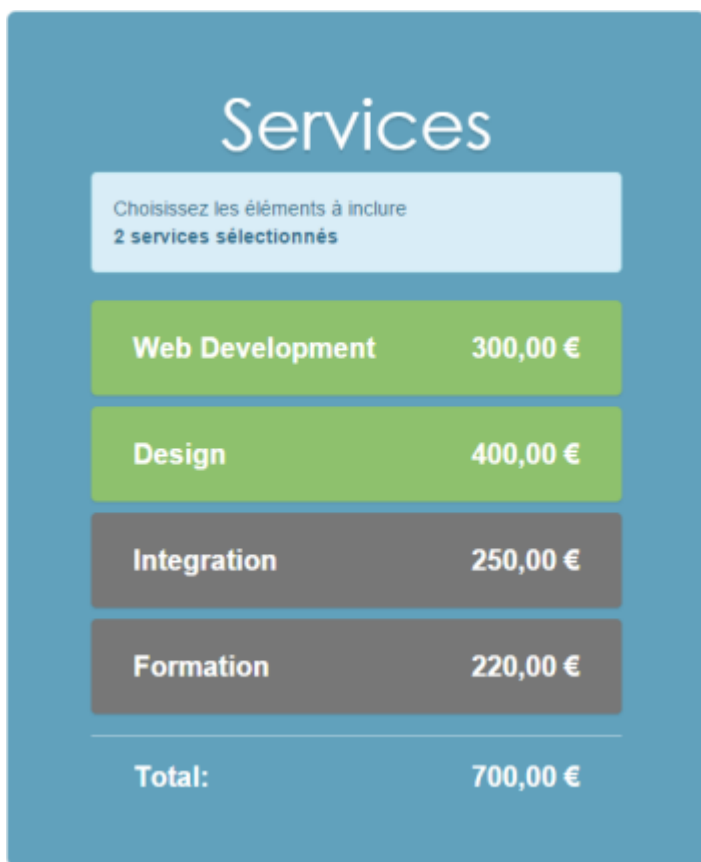 Services
Choisissez les éléments à inclure
2 services sélectionnés
Web Development 300,00 €
Design 400,00 €
Integration 250,00 €
Formation 220,00 €
Total: 700,00 €